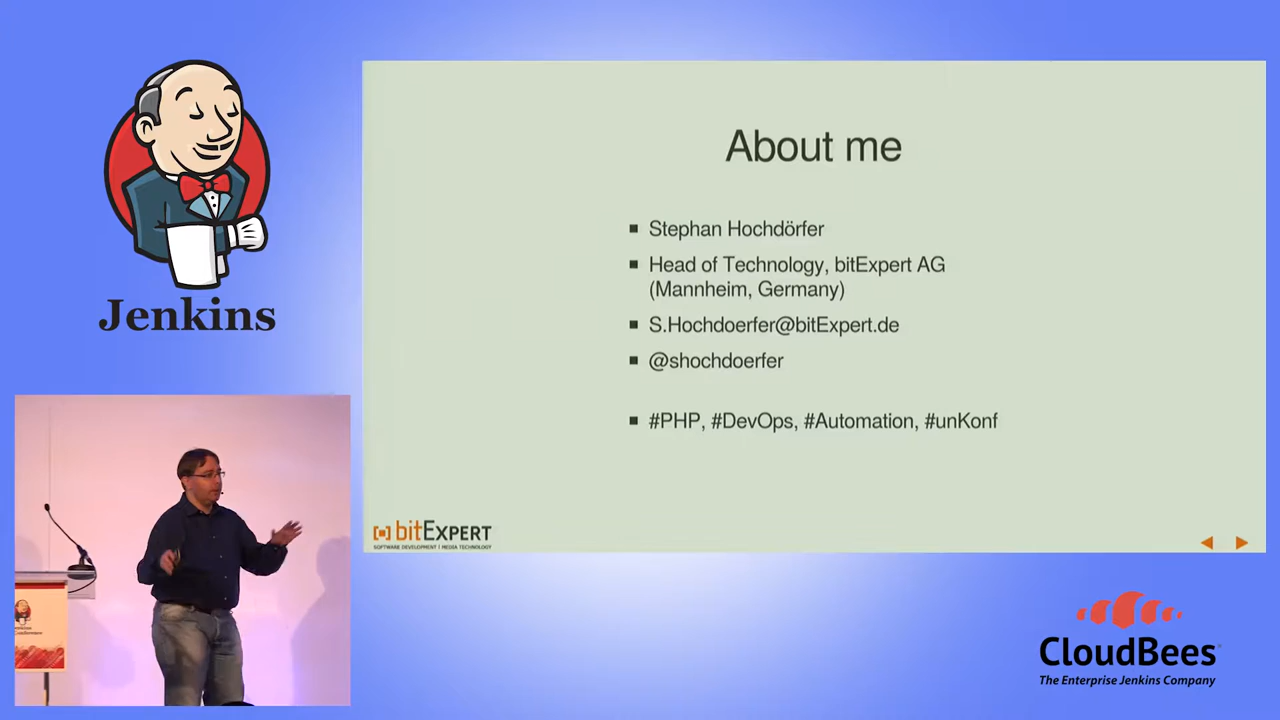 Jenkins
About me
Stephan Hochdörfer
Head of Technology, bitExpert AG
(Mannheim, Germany)
S.Hochdoerfer@bitExpert.de
@shochdoerfer
#PHP, #DevOps, #Automation, #unKonf
bitExpert
SOFTWARE DEVELOPMENT | MEDIA TECHNOLOGY
CloudBees
The Enterprise Jenkins Company